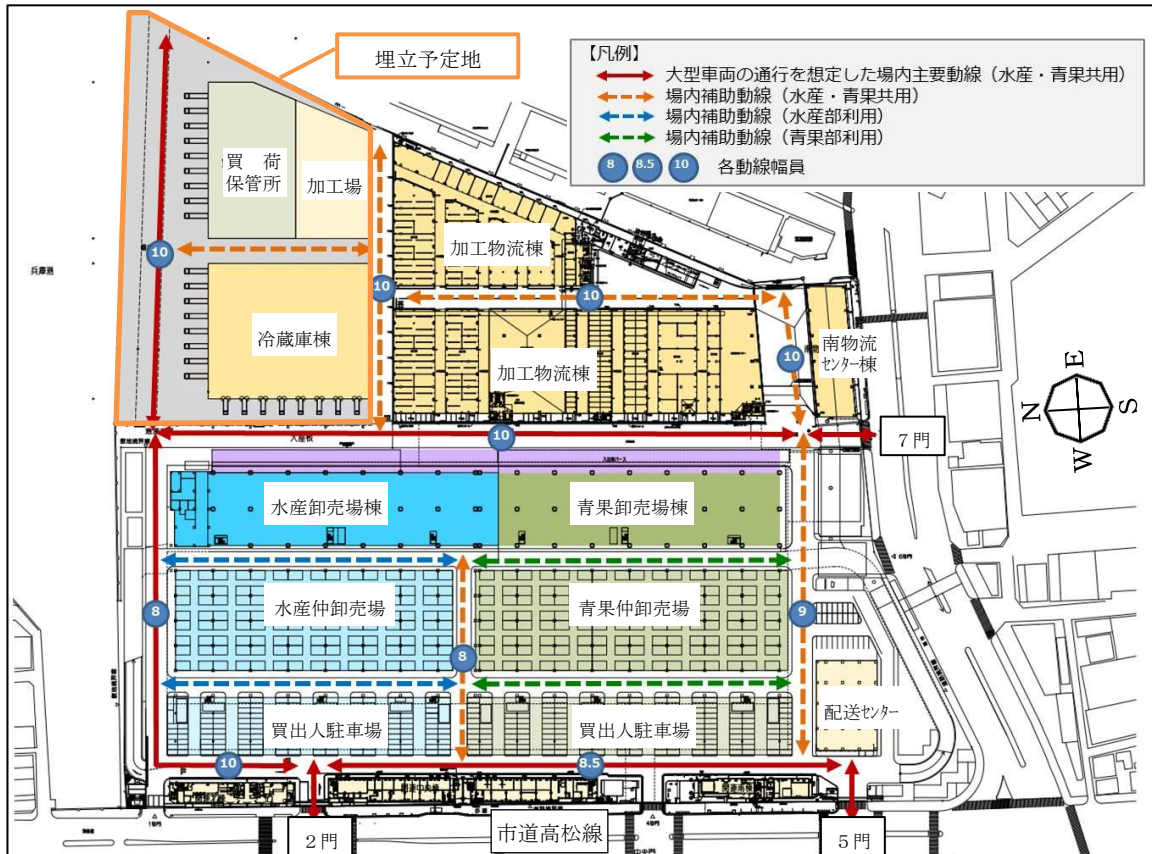 埋立予定地
【凡例】
大型車両の通行を想定した場内主要動線（水産・青果共用）
場内補助動線（水産・青果共用）
場内補助動線（水産部利用）
場内補助動線（青果部利用）
8 8.5 10 各動線幅員
買　荷
保管所
加工場
加工物流棟
10
10
10
10
兵庫港
冷蔵庫棟
加工物流棟
南物流
センター棟
10
N
E
S
W
10
7門
水産卸売場棟
青果卸売場棟
水産仲卸売場
青果仲卸売場
8
8
9
買出人駐車場
買出人駐車場
配送センター
10
8.5
2門
市道高松線
5門